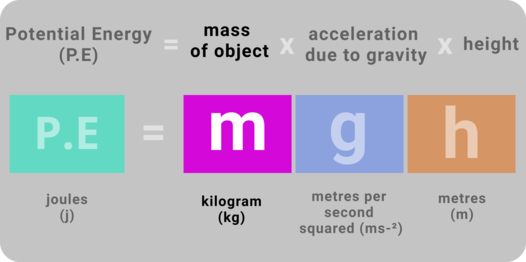 Potential Energy
(P.E)
=
mass
of object
x
acceleration
due to gravity
x
height
P.E
=
m
g
h
joules
(j)
kilogram
(kg)
metres per
second
squared (ms-²)
metres
(m)